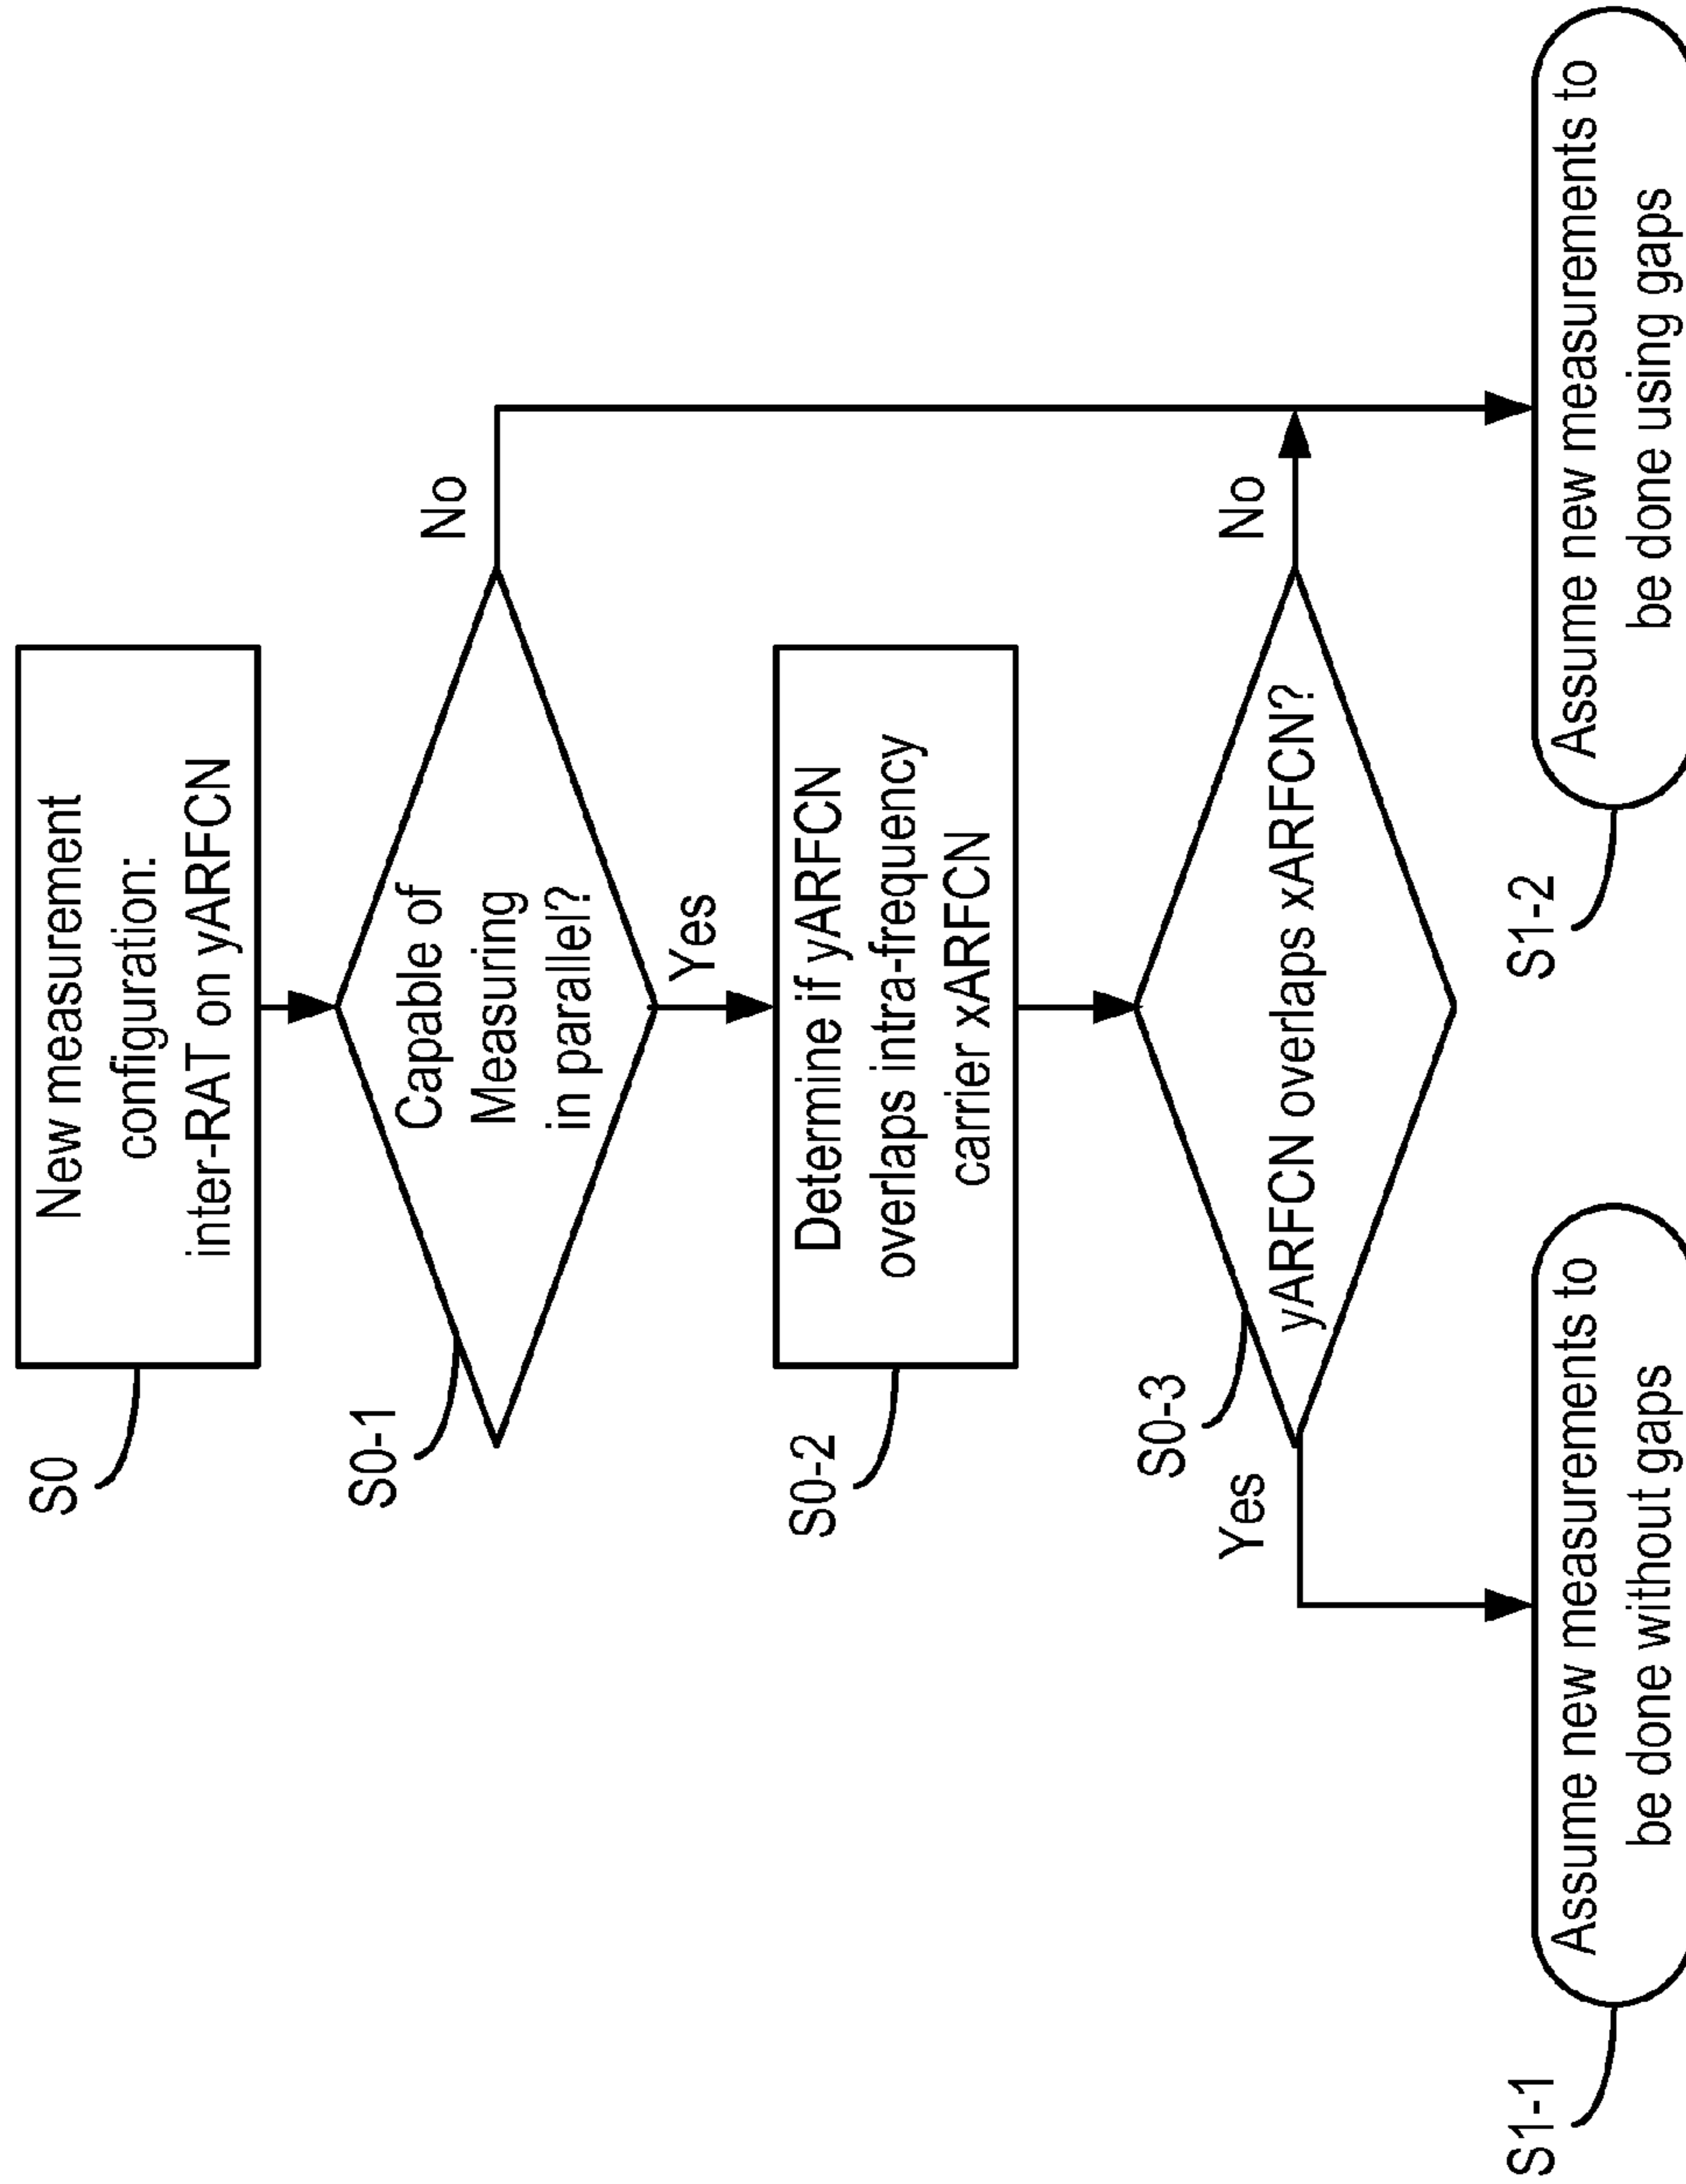 S0
New measurement
configuration:
inter-RAT on yARFCN
S0-1
Capable of
Measuring
in parallel?
No
Yes
S0-2
Determine if yARFCN
overlaps intra-frequency
carrier xARFCN
S0-3
yARFCN overlaps xARFCN?
Yes
No
S1-1
Assume new measurements to
be done without gaps
S1-2
Assume new measurements to
be done using gaps